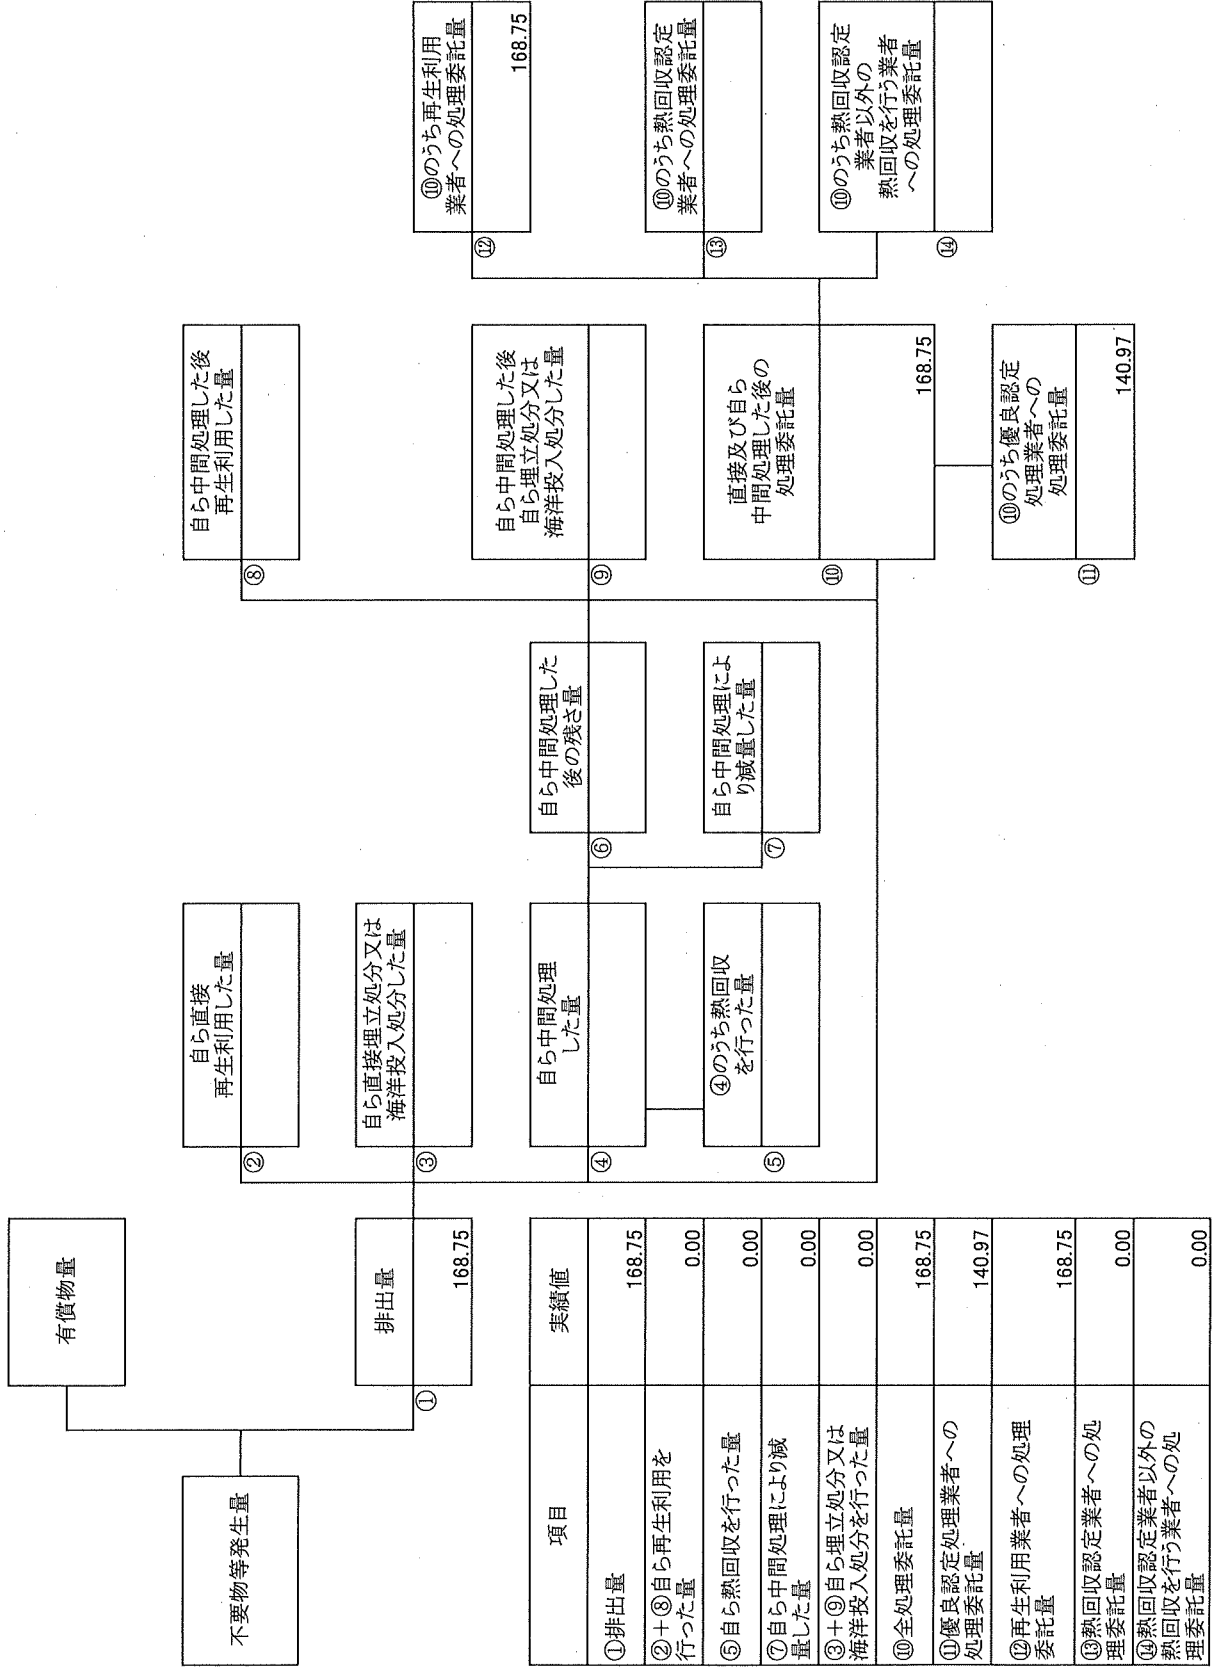 不要物等発生量
有償物量
排出量
①
168.75
自ら直接
再生利用した量
②
自ら直接埋立処分又は
海洋投入処分した量
③
自ら中間処理
した量
④
④のうち熱回収
を行った量
⑤
自ら中間処理した
後の残さ量
⑥
自ら中間処理によ
り減量した量
⑦
自ら中間処理した後
再生利用した量
⑧
自ら中間処理した後
自ら埋立処分又は
海洋投入処分した量
⑨
直接及び自ら
中間処理した後の
処理委託量
⑩
168.75
⑩のうち優良認定
処理業者への
処理委託量
⑪
140.97
⑩のうち再生利用
業者への処理委託量
⑫
168.75
⑩のうち熱回収認定
業者への処理委託量
⑬
⑩のうち熱回収認定
業者以外の
熱回収を行う業者
への処理委託量
⑭
項目 実績値
①排出量 168.75
②+⑧自ら再生利用を
行った量 0.00
⑤自ら熱回収を行った量 0.00
⑦自ら中間処理により減
量した量 0.00
③+⑨自ら埋立処分又は
海洋投入処分を行った量 0.00
⑩全処理委託量 168.75
⑪優良認定処理業者への
処理委託量 140.97
⑫再生利用業者への処理
委託量 168.75
⑬熱回収認定業者への処
理委託量 0.00
⑭熱回収認定業者以外の
熱回収を行う業者への処
理委託量 0.00